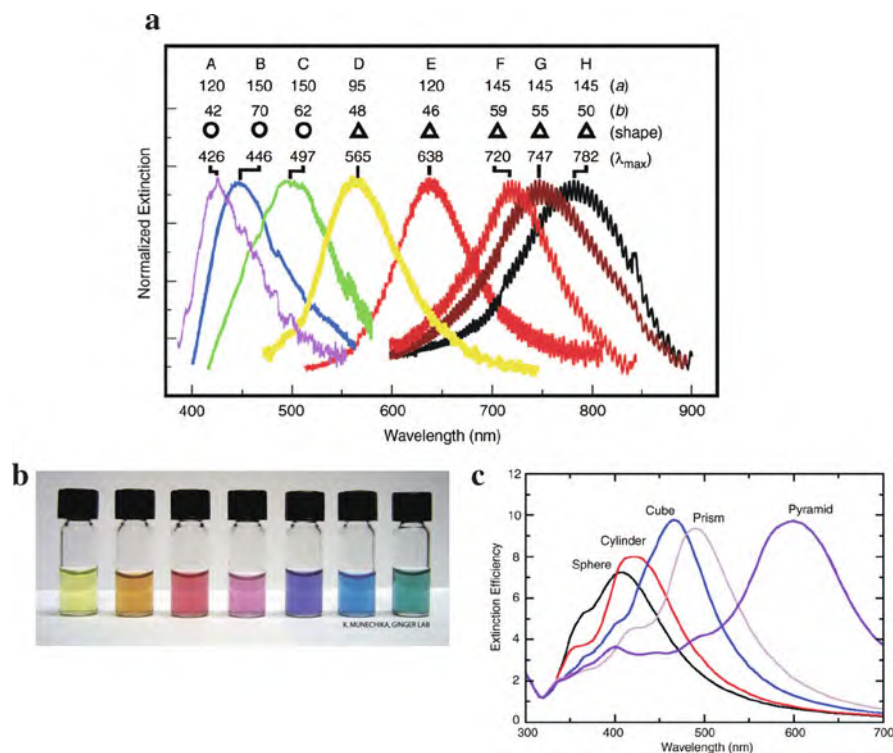 a
A B C D E F G H
120 150 150 95 120 145 145 145 (a)
42 70 62 48 46 59 55 50 (b)
(shape)
426 446 497 565 638 720 747 782 (λmax)
Normalized Extinction
400 500 600 700 800 900
Wavelength (nm)
b
K. MUNECHIKA, GINGER LAB
c
12
10
8
6
4
2
0
Extinction Efficiency
Sphere
Cylinder
Cube
Prism
Pyramid
300 400 500 600 700
Wavelength (nm)